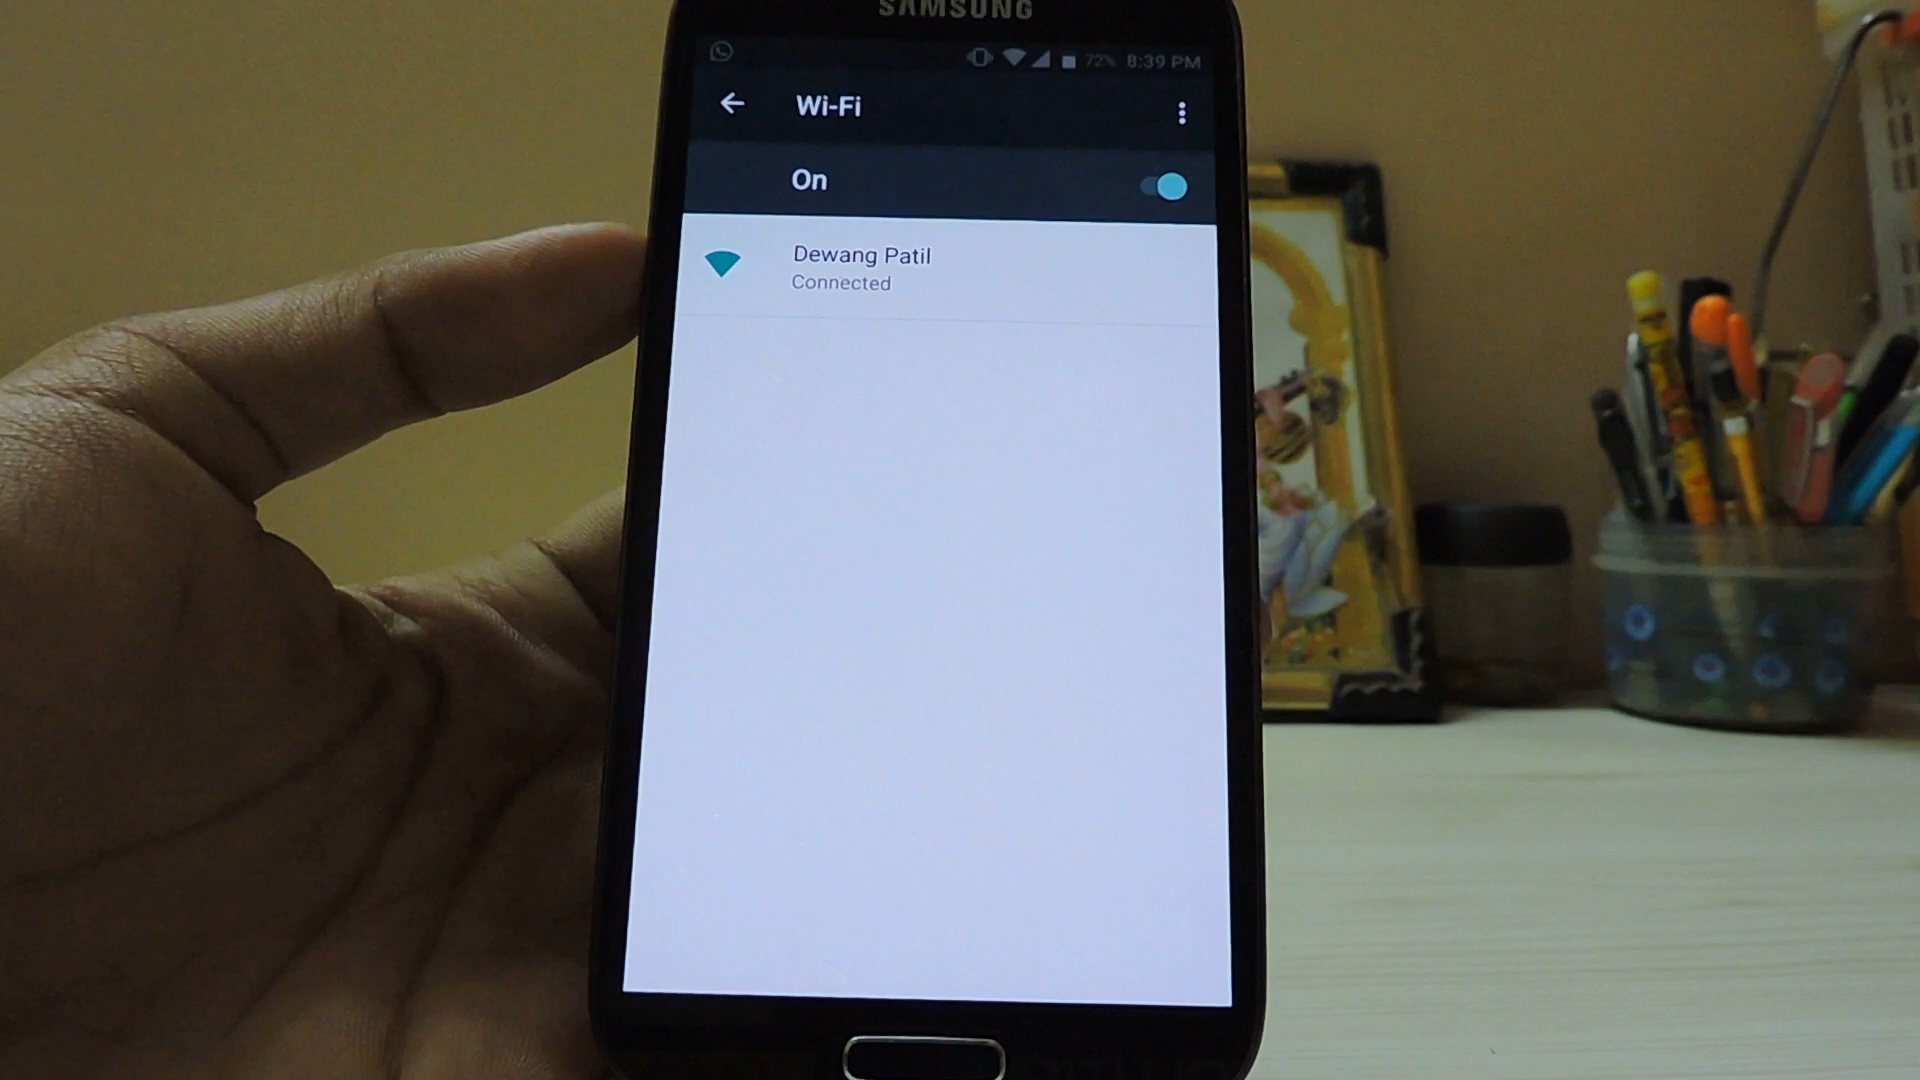 SAMSUNG
72% 8:39 PM
Wi-Fi
On
Dewang Patil
Connected